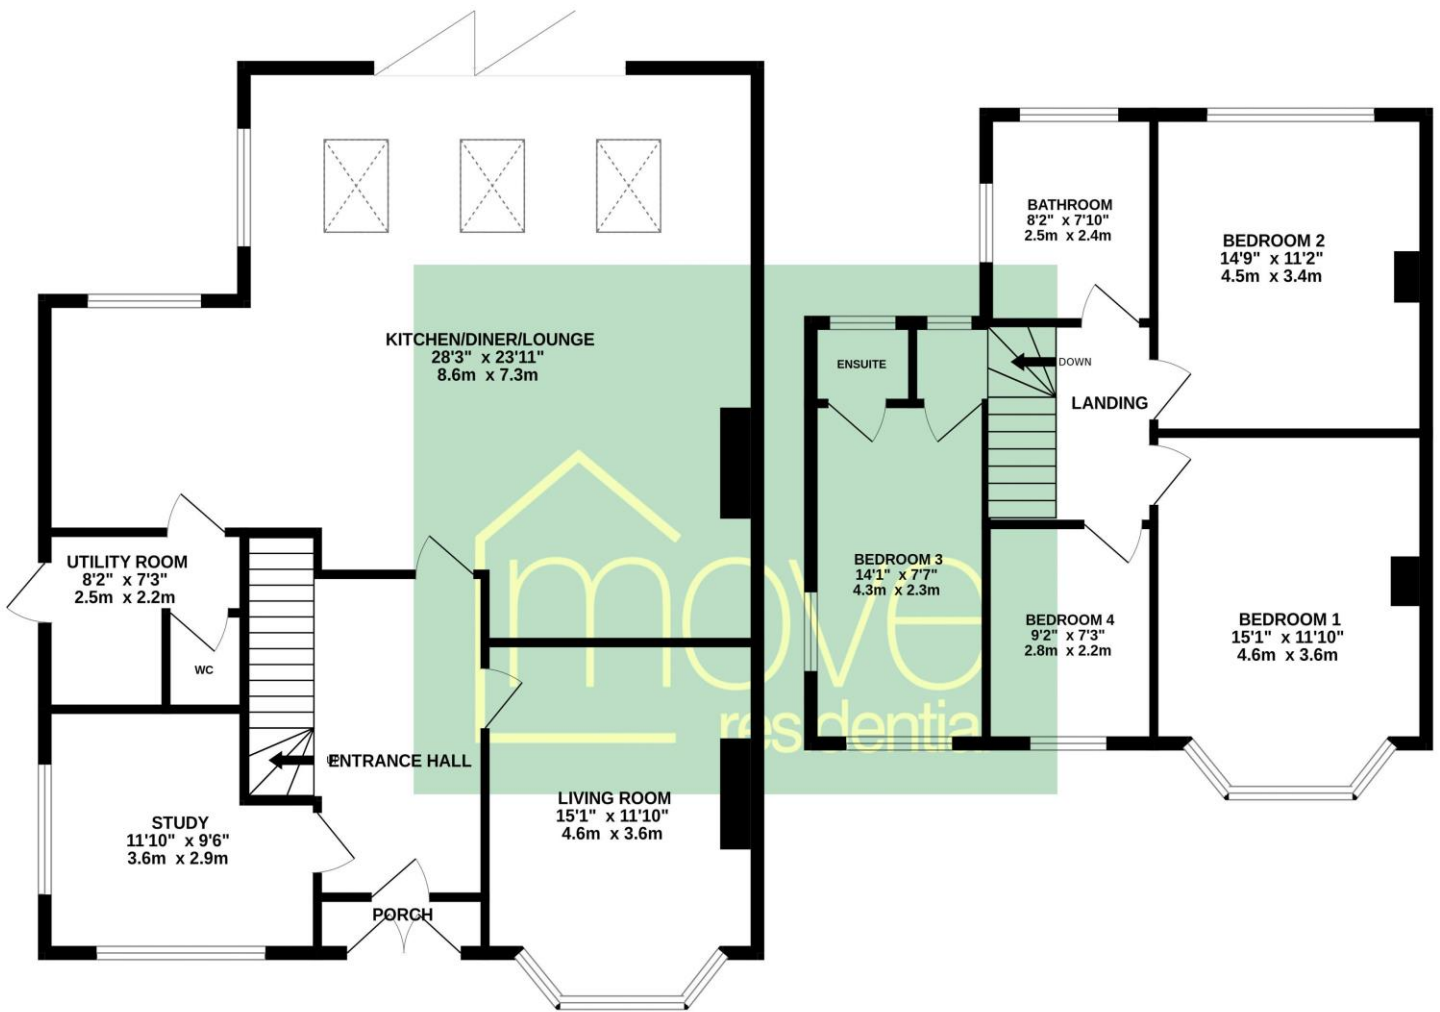 KITCHEN/DINER/LOUNGE
28'3" x 23'11"
8.6m x 7.3m
UTILITY ROOM
8'2" x 7'3"
2.5m x 2.2m
WC
ENTRANCE HALL
STUDY
11'10" x 9'6"
3.6m x 2.9m
LIVING ROOM
15'1" x 11'10"
4.6m x 3.6m
PORCH
BATHROOM
8'2" x 7'10"
2.5m x 2.4m
BEDROOM 2
14'9" x 11'2"
4.5m x 3.4m
ENSUITE
DOWN
LANDING
BEDROOM 3
14'1" x 7'7"
4.3m x 2.3m
BEDROOM 4
9'2" x 7'3"
2.8m x 2.2m
BEDROOM 1
15'1" x 11'10"
4.6m x 3.6m
move
residential